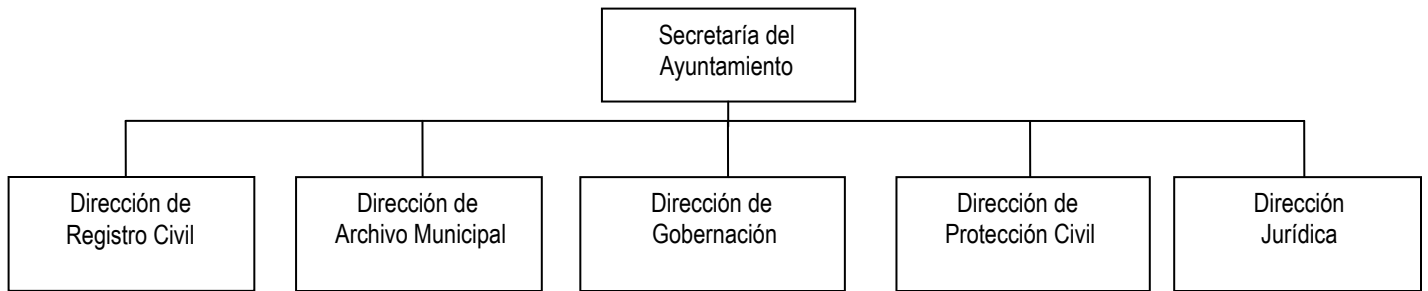 Secretaría del
Ayuntamiento
Dirección de
Registro Civil
Dirección de
Archivo Municipal
Dirección de
Gobernación
Dirección de
Protección Civil
Dirección
Jurídica